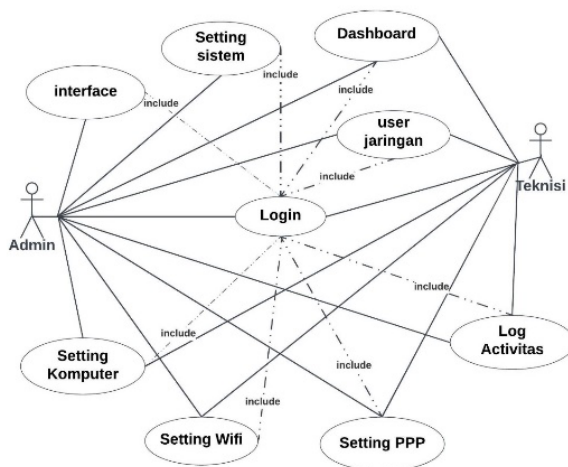 Setting
sistem
Dashboard
interface
include
include
include
user
jaringan
include
Teknisi
Admin
Login
include
Log
Activitas
include
include
include
Setting
Komputer
Setting Wifi
Setting PPP